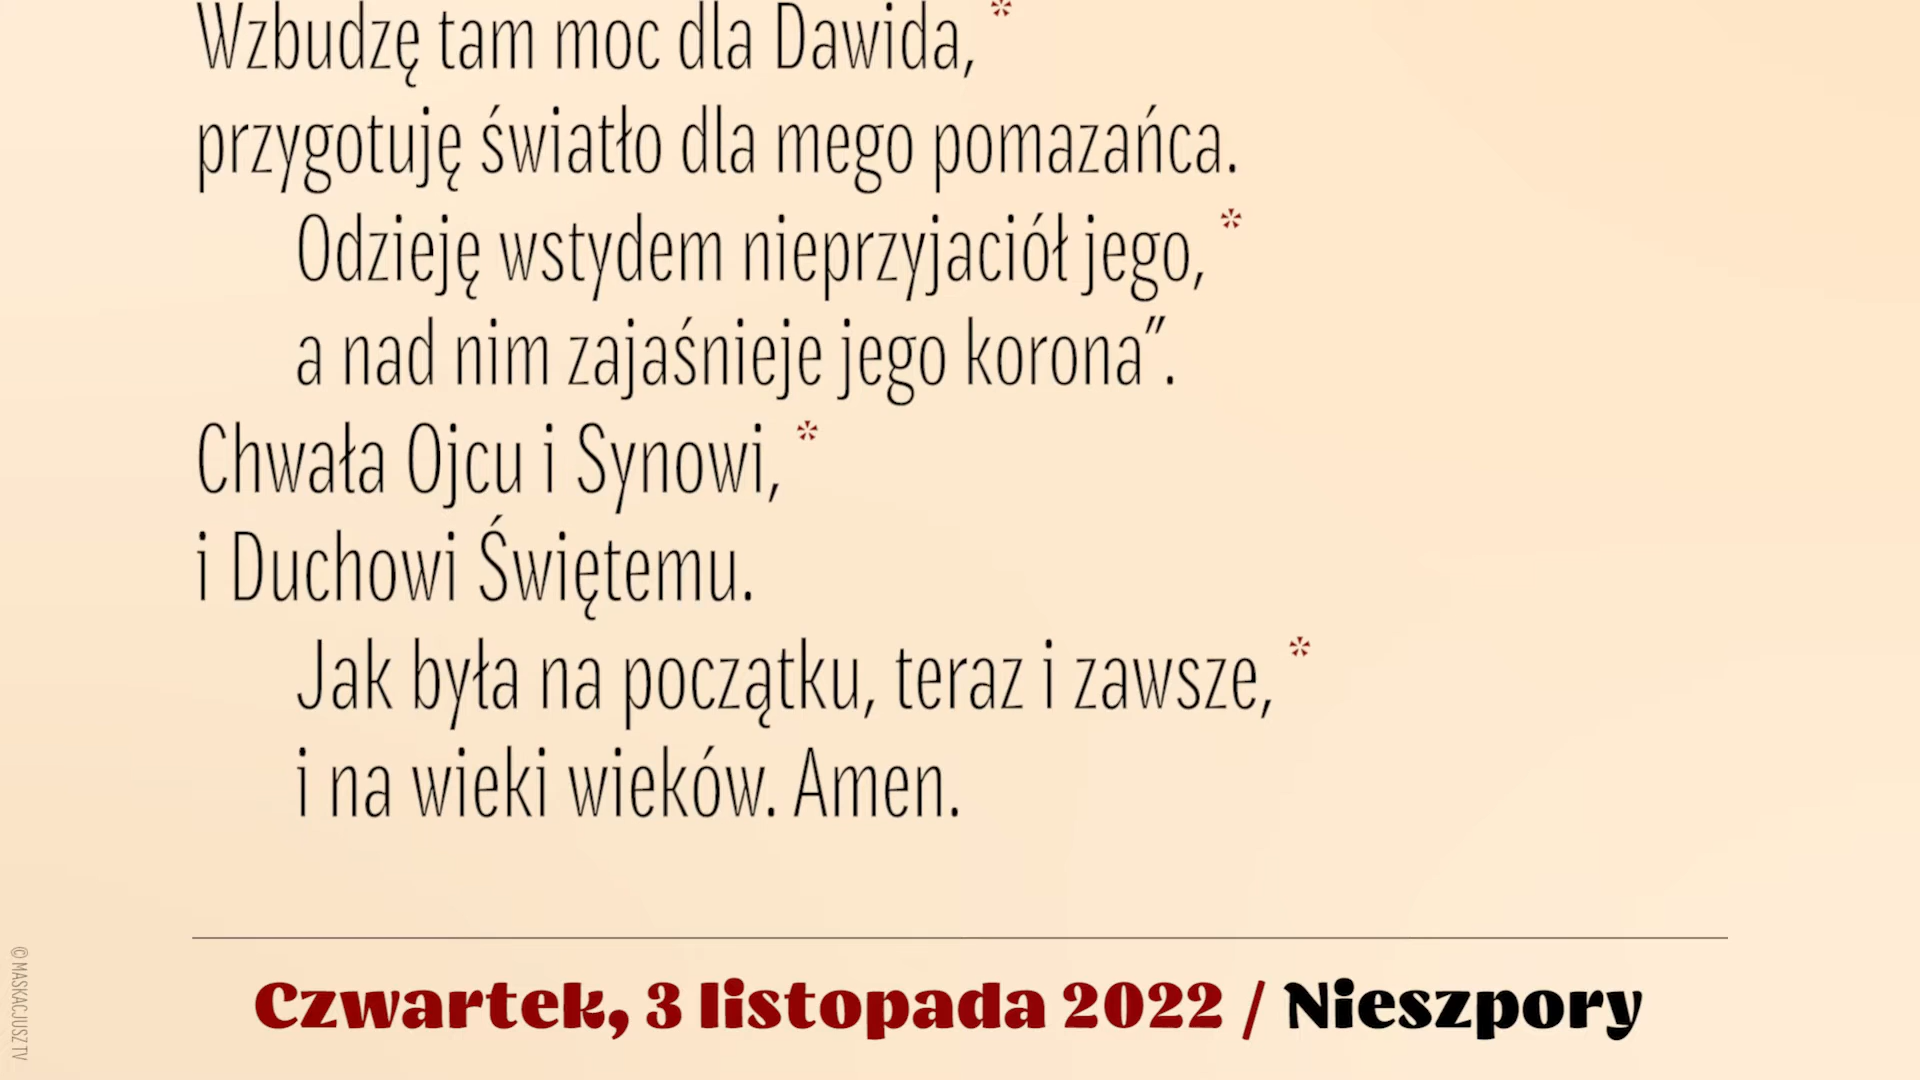 Wzbudzę tam moc dla Dawida, *
przygotuję światło dla mego pomazańca.
Odzieję wstydem nieprzyjaciół jego, *
a nad nim zajaśnieje jego korona”.
Chwała Ojcu i Synowi, *
i Duchowi Świętemu.
Jak była na początku, teraz i zawsze, *
i na wieki wieków. Amen.
Czwartek, 3 listopada 2022 / Nieszpory
© MASKACJUSZ TV